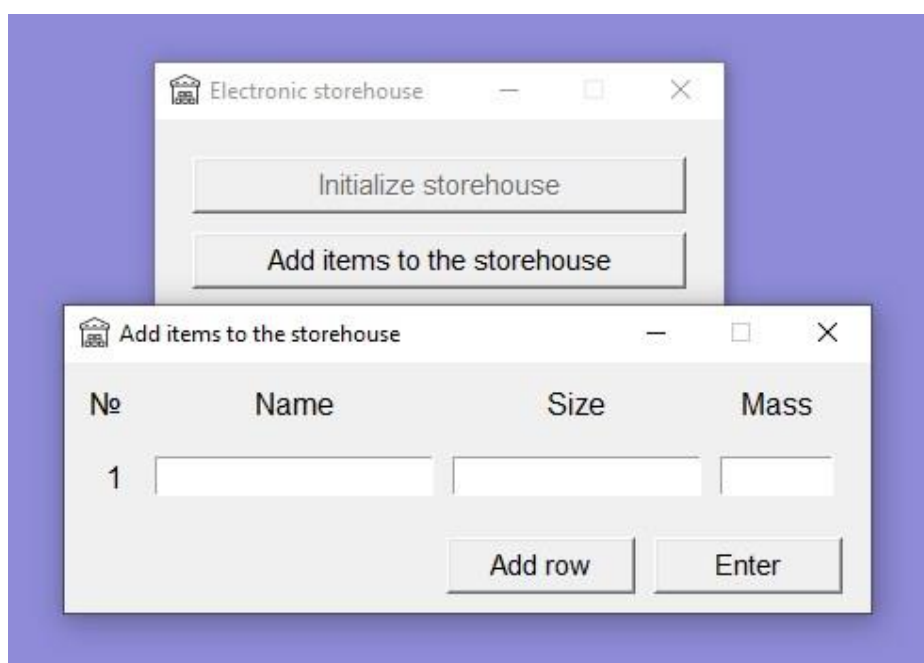 Electronic storehouse
Initialize storehouse
Add items to the storehouse
Add items to the storehouse
№ Name Size Mass
1
Add row Enter